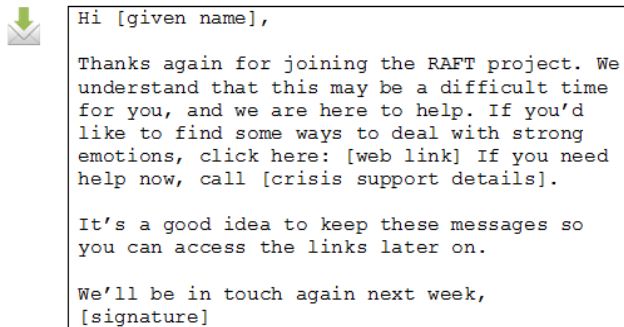 Hi [given name],
Thanks again for joining the RAFT project. We
understand that this may be a difficult time
for you, and we are here to help. If you’d
like to find some ways to deal with strong
emotions, click here: [web link] If you need
help now, call [crisis support details].
It’s a good idea to keep these messages so
you can access the links later on.
We’ll be in touch again next week,
[signature]